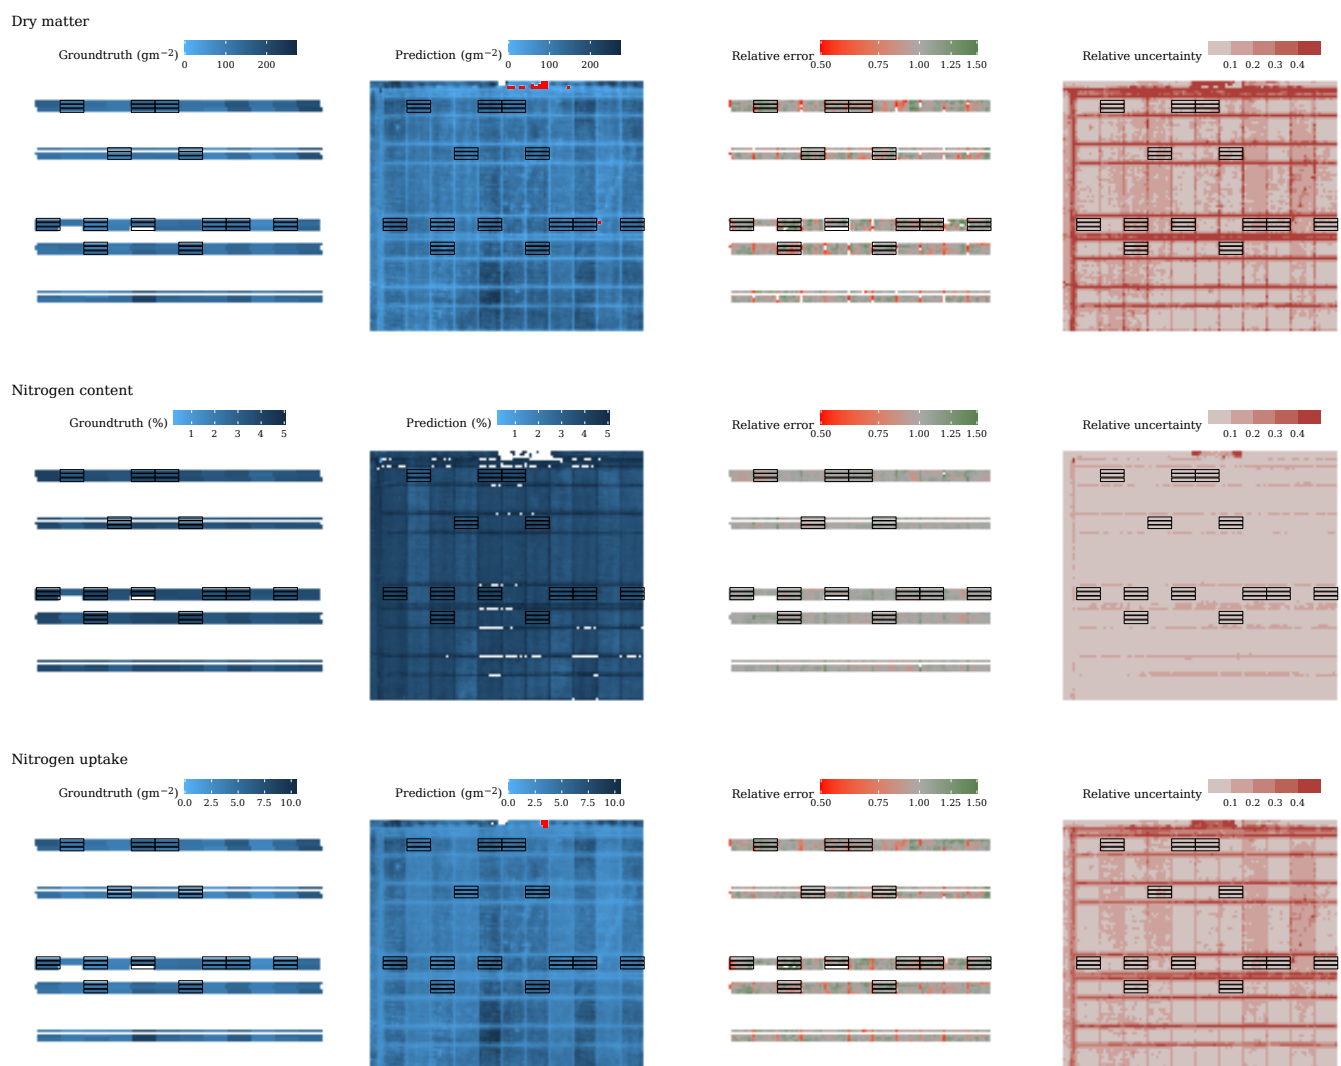 Dry matter
Groundtruth (gm⁻²)
0 100 200
Prediction (gm⁻²)
0 100 200
Relative error
0.50 0.75 1.00 1.25 1.50
Relative uncertainty
0.1 0.2 0.3 0.4
Nitrogen content
Groundtruth (%)
1 2 3 4 5
Prediction (%)
1 2 3 4 5
Relative error
0.50 0.75 1.00 1.25 1.50
Relative uncertainty
0.1 0.2 0.3 0.4
Nitrogen uptake
Groundtruth (gm⁻²)
0.0 2.5 5.0 7.5 10.0
Prediction (gm⁻²)
0.0 2.5 5.0 7.5 10.0
Relative error
0.50 0.75 1.00 1.25 1.50
Relative uncertainty
0.1 0.2 0.3 0.4